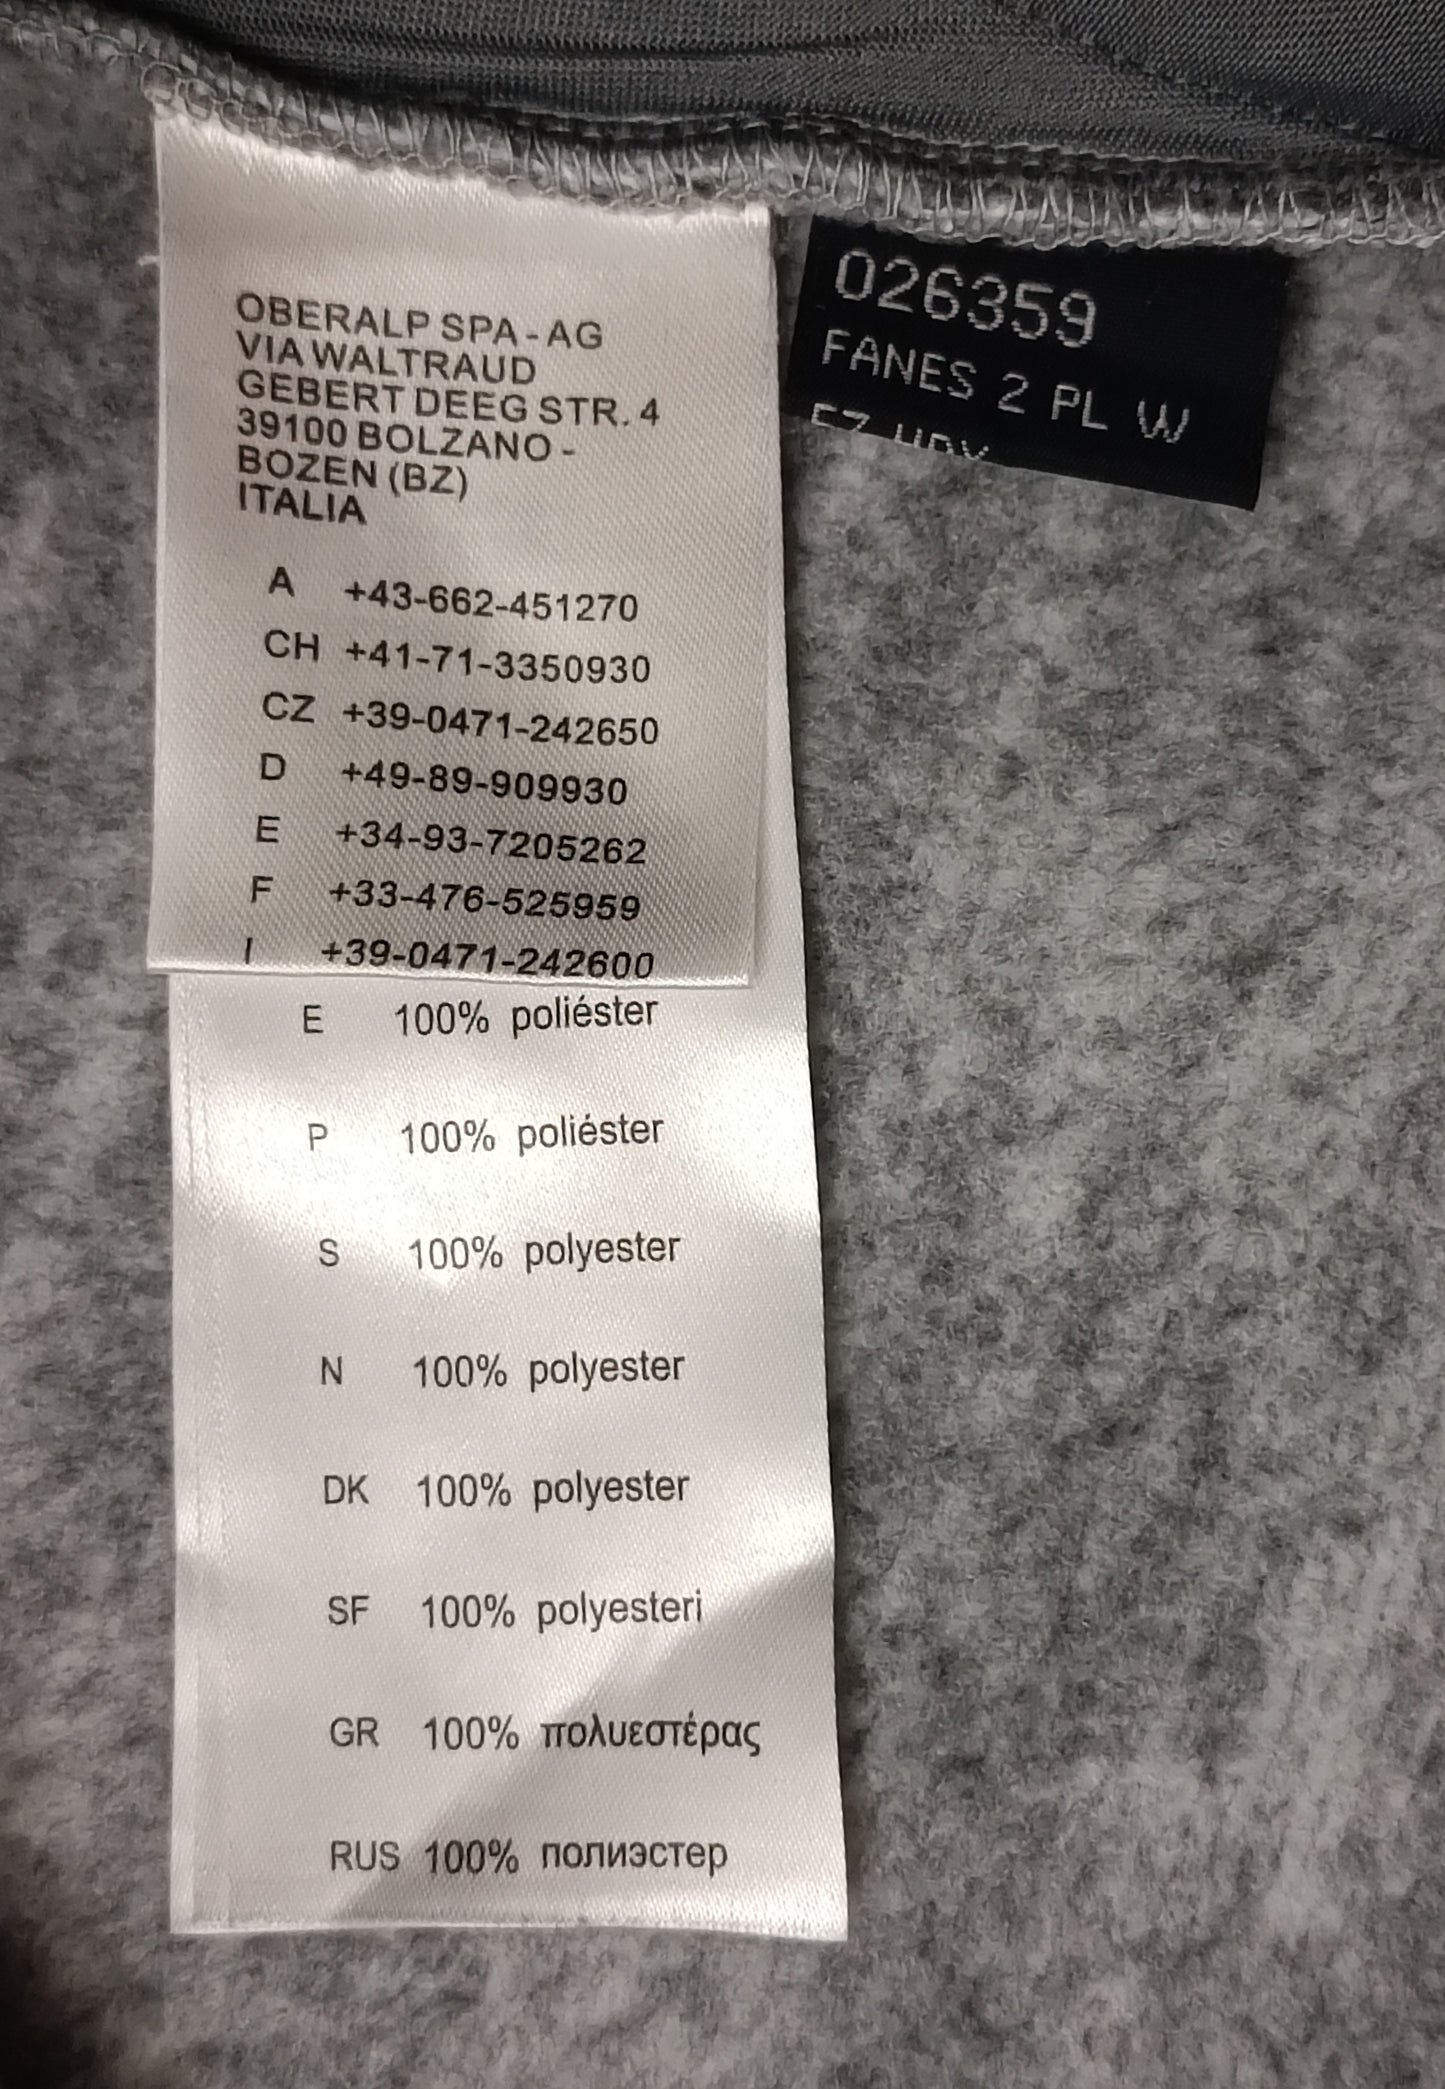 OBERALP SPA - AG
VIA WALTRAUD
GEBERT DEEG STR. 4
39100 BOLZANO -
BOZEN (BZ)
ITALIA
A +43-662-451270
CH +41-71-3350930
CZ +39-0471-242650
D +49-89-909930
E +34-93-7205262
F +33-476-525959
I +39-0471-242600
E 100% poliéster
P 100% poliéster
S 100% polyester
N 100% polyester
DK 100% polyester
SF 100% polyesteri
GR 100% πολυεστέρας
RUS 100% полиэстер
026359
FANES 2 PL W